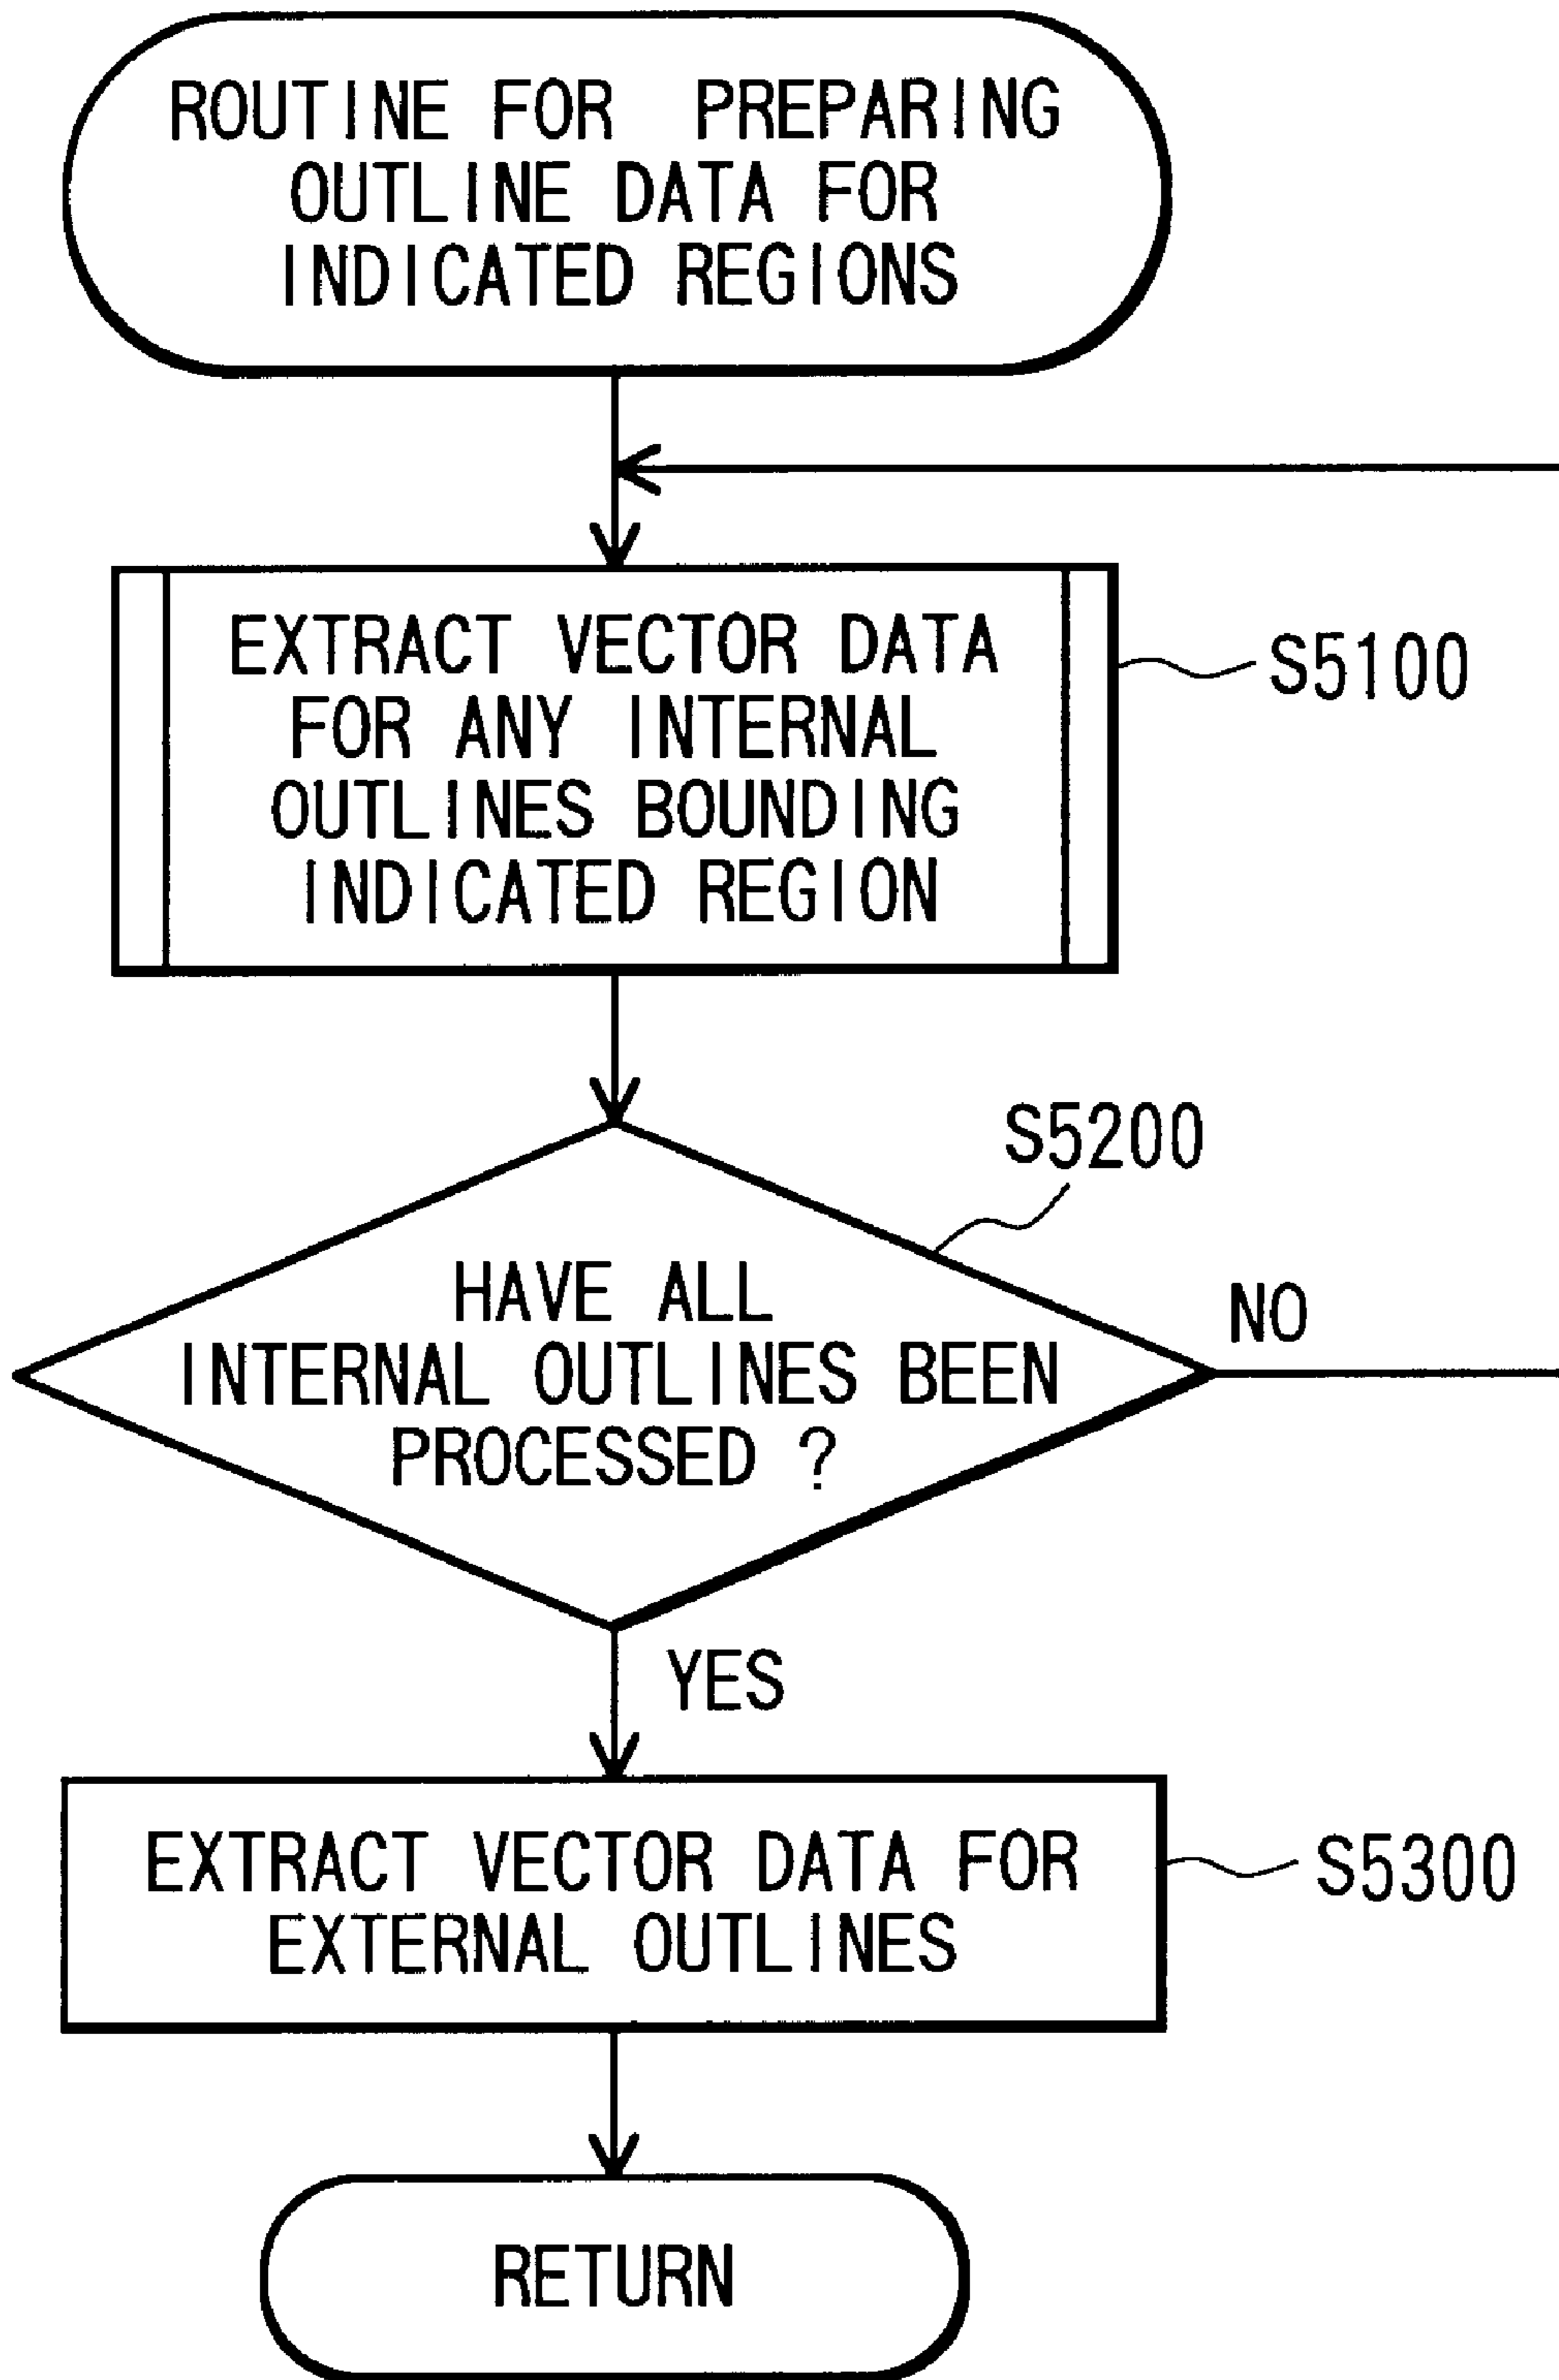 ROUTINE FOR PREPARING
OUTLINE DATA FOR
INDICATED REGIONS
EXTRACT VECTOR DATA
FOR ANY INTERNAL
OUTLINES BOUNDING
INDICATED REGION
S5100
S5200
HAVE ALL
INTERNAL OUTLINES BEEN
PROCESSED ?
NO
YES
EXTRACT VECTOR DATA FOR
EXTERNAL OUTLINES
S5300
RETURN